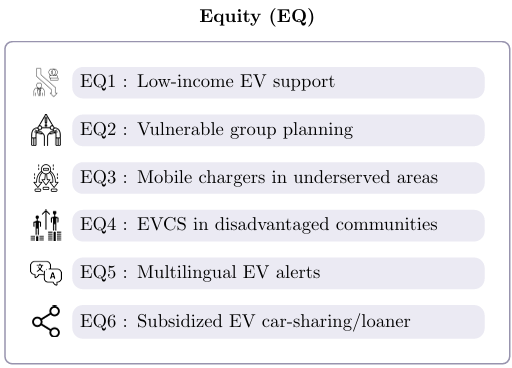 Equity (EQ)
EQ1 : Low-income EV support
EQ2 : Vulnerable group planning
EQ3 : Mobile chargers in underserved areas
EQ4 : EVCS in disadvantaged communities
文 A
EQ5 : Multilingual EV alerts
EQ6 : Subsidized EV car-sharing/loaner